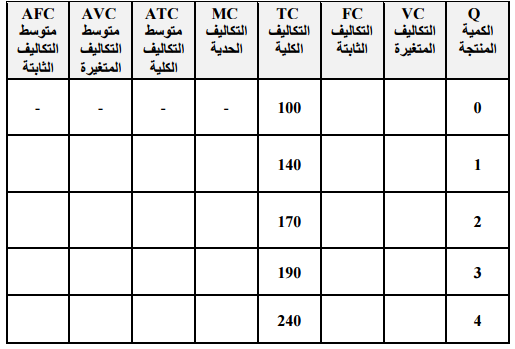 Q VC FC TC MC ATC AVC AFC
الكمية التكاليف التكاليف التكاليف التكاليف متوسط متوسط متوسط
المنتجة المتغيرة الثابتة الكلية الحدية التكاليف التكاليف التكاليف
الكلية المتغيرة الثابتة
0 100 - - - -
1 140
2 170
3 190
4 240